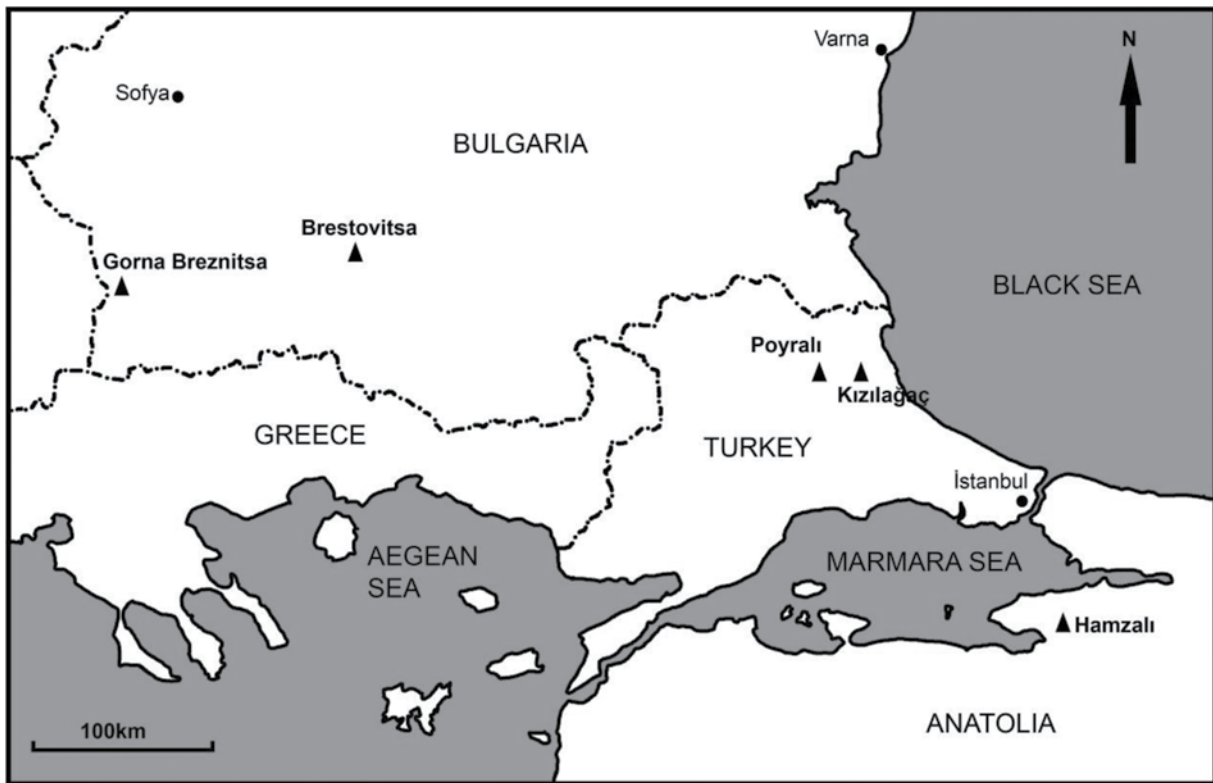 Varna
N
Sofya
BULGARIA
Brestovitsa
Gorna Breznitsa
BLACK SEA
Poyralı
Kızılağaç
GREECE
TURKEY
İstanbul
AEGEAN
SEA
MARMARA SEA
Hamzalı
100km
ANATOLIA